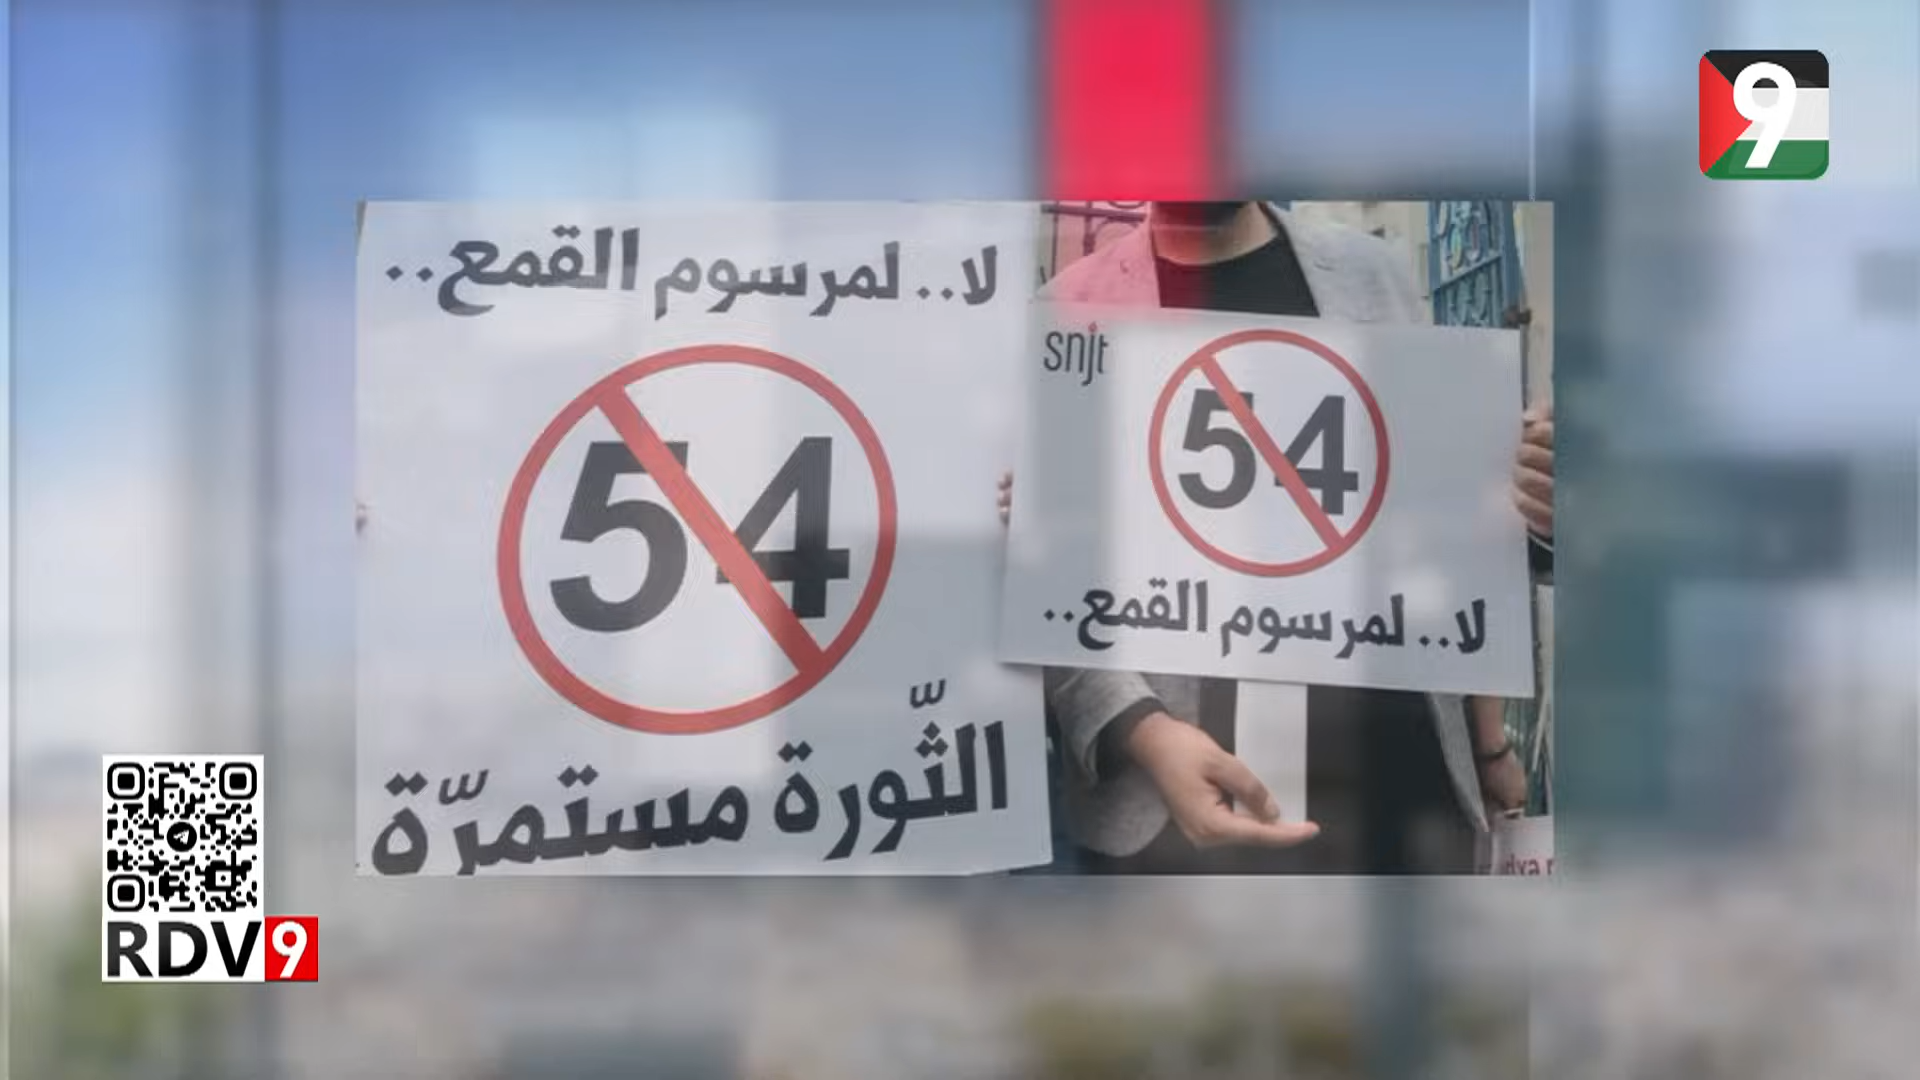 9
لا.. لمرسوم القمع..
54
الثّورة مستمرّة
snjt
54
لا.. لمرسوم القمع..
RDV9